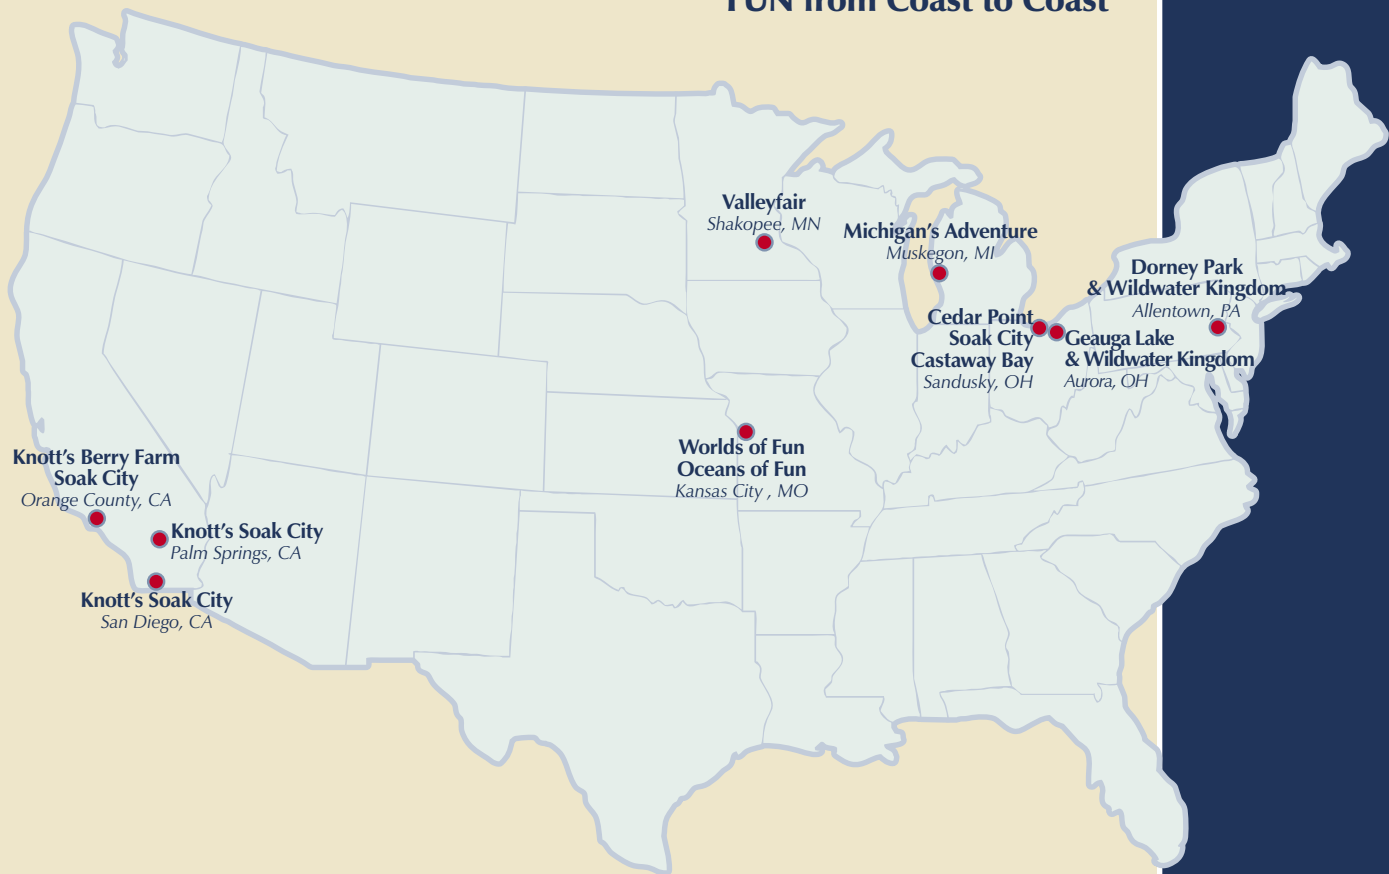 FUN from Coast to Coast
Valleyfair
Shakopee, MN
Michigan's Adventure
Muskegon, MI
Dorney Park
& Wildwater Kingdom
Allentown, PA
Cedar Point
Soak City
Castaway Bay
Sandusky, OH
Geauga Lake
& Wildwater Kingdom
Aurora, OH
Worlds of Fun
Oceans of Fun
Kansas City , MO
Knott's Berry Farm
Soak City
Orange County, CA
Knott's Soak City
Palm Springs, CA
Knott's Soak City
San Diego, CA